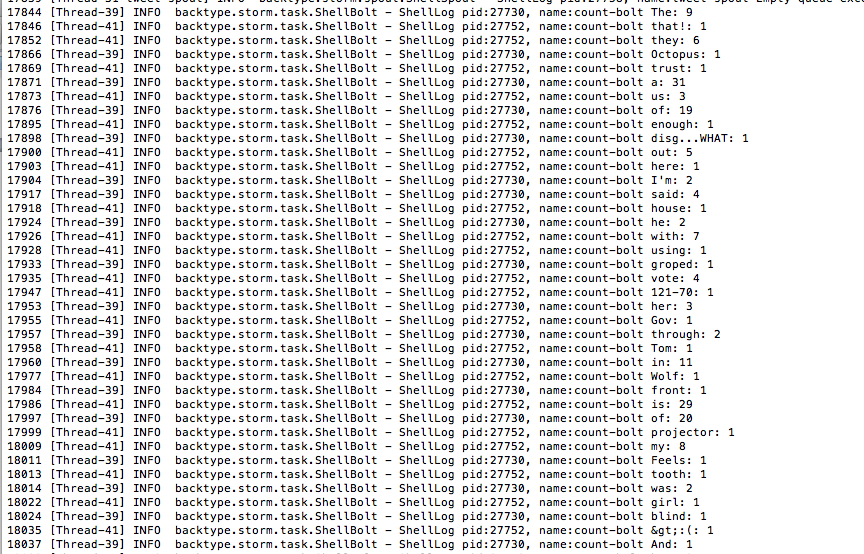 17844 [Thread-39] INFO  backtype.storm.task.ShellBolt - ShellLog pid:27730, name:count-bolt The: 9
17846 [Thread-41] INFO  backtype.storm.task.ShellBolt - ShellLog pid:27752, name:count-bolt that!: 1
17852 [Thread-41] INFO  backtype.storm.task.ShellBolt - ShellLog pid:27752, name:count-bolt they: 6
17866 [Thread-39] INFO  backtype.storm.task.ShellBolt - ShellLog pid:27730, name:count-bolt Octopus: 1
17869 [Thread-41] INFO  backtype.storm.task.ShellBolt - ShellLog pid:27752, name:count-bolt trust: 1
17871 [Thread-39] INFO  backtype.storm.task.ShellBolt - ShellLog pid:27730, name:count-bolt a: 31
17873 [Thread-41] INFO  backtype.storm.task.ShellBolt - ShellLog pid:27752, name:count-bolt us: 3
17876 [Thread-39] INFO  backtype.storm.task.ShellBolt - ShellLog pid:27730, name:count-bolt of: 19
17895 [Thread-41] INFO  backtype.storm.task.ShellBolt - ShellLog pid:27752, name:count-bolt enough: 1
17898 [Thread-39] INFO  backtype.storm.task.ShellBolt - ShellLog pid:27730, name:count-bolt disg...WHAT: 1
17900 [Thread-41] INFO  backtype.storm.task.ShellBolt - ShellLog pid:27752, name:count-bolt out: 5
17903 [Thread-41] INFO  backtype.storm.task.ShellBolt - ShellLog pid:27752, name:count-bolt here: 1
17904 [Thread-39] INFO  backtype.storm.task.ShellBolt - ShellLog pid:27730, name:count-bolt I'm: 2
17917 [Thread-39] INFO  backtype.storm.task.ShellBolt - ShellLog pid:27730, name:count-bolt said: 4
17918 [Thread-41] INFO  backtype.storm.task.ShellBolt - ShellLog pid:27752, name:count-bolt house: 1
17924 [Thread-39] INFO  backtype.storm.task.ShellBolt - ShellLog pid:27730, name:count-bolt he: 2
17926 [Thread-41] INFO  backtype.storm.task.ShellBolt - ShellLog pid:27752, name:count-bolt with: 7
17928 [Thread-41] INFO  backtype.storm.task.ShellBolt - ShellLog pid:27752, name:count-bolt using: 1
17933 [Thread-39] INFO  backtype.storm.task.ShellBolt - ShellLog pid:27730, name:count-bolt groped: 1
17935 [Thread-41] INFO  backtype.storm.task.ShellBolt - ShellLog pid:27752, name:count-bolt vote: 4
17947 [Thread-41] INFO  backtype.storm.task.ShellBolt - ShellLog pid:27752, name:count-bolt 121-70: 1
17953 [Thread-39] INFO  backtype.storm.task.ShellBolt - ShellLog pid:27730, name:count-bolt her: 3
17955 [Thread-41] INFO  backtype.storm.task.ShellBolt - ShellLog pid:27752, name:count-bolt Gov: 1
17957 [Thread-39] INFO  backtype.storm.task.ShellBolt - ShellLog pid:27730, name:count-bolt through: 2
17958 [Thread-41] INFO  backtype.storm.task.ShellBolt - ShellLog pid:27752, name:count-bolt Tom: 1
17960 [Thread-39] INFO  backtype.storm.task.ShellBolt - ShellLog pid:27730, name:count-bolt in: 11
17977 [Thread-41] INFO  backtype.storm.task.ShellBolt - ShellLog pid:27752, name:count-bolt Wolf: 1
17984 [Thread-39] INFO  backtype.storm.task.ShellBolt - ShellLog pid:27730, name:count-bolt front: 1
17986 [Thread-41] INFO  backtype.storm.task.ShellBolt - ShellLog pid:27752, name:count-bolt is: 29
17997 [Thread-39] INFO  backtype.storm.task.ShellBolt - ShellLog pid:27730, name:count-bolt of: 20
17999 [Thread-41] INFO  backtype.storm.task.ShellBolt - ShellLog pid:27752, name:count-bolt projector: 1
18009 [Thread-41] INFO  backtype.storm.task.ShellBolt - ShellLog pid:27752, name:count-bolt my: 8
18011 [Thread-39] INFO  backtype.storm.task.ShellBolt - ShellLog pid:27730, name:count-bolt Feels: 1
18013 [Thread-41] INFO  backtype.storm.task.ShellBolt - ShellLog pid:27752, name:count-bolt tooth: 1
18014 [Thread-39] INFO  backtype.storm.task.ShellBolt - ShellLog pid:27730, name:count-bolt was: 2
18022 [Thread-41] INFO  backtype.storm.task.ShellBolt - ShellLog pid:27752, name:count-bolt girl: 1
18024 [Thread-39] INFO  backtype.storm.task.ShellBolt - ShellLog pid:27730, name:count-bolt blind: 1
18035 [Thread-41] INFO  backtype.storm.task.ShellBolt - ShellLog pid:27752, name:count-bolt &gt;:(: 1
18037 [Thread-39] INFO  backtype.storm.task.ShellBolt - ShellLog pid:27730, name:count-bolt And: 1